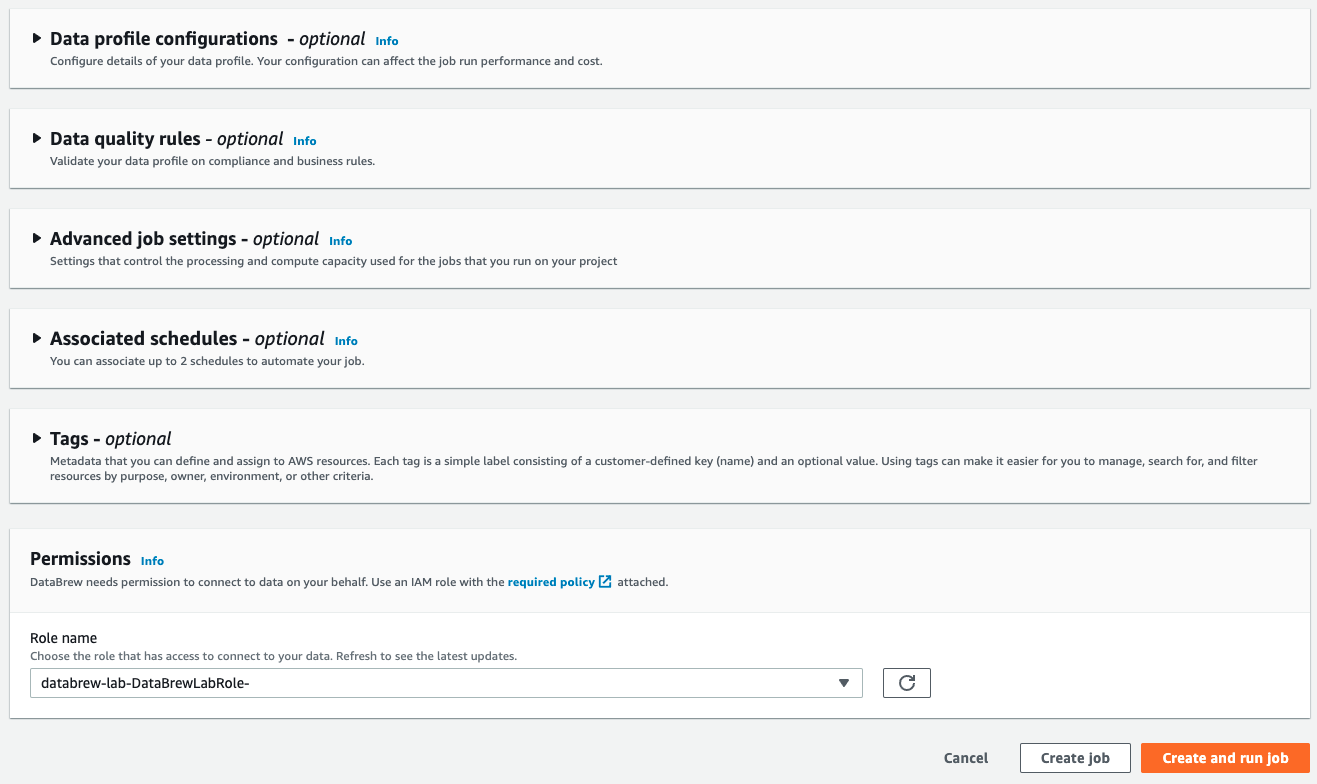 Data profile configurations - optional Info
Configure details of your data profile. Your configuration can affect the job run performance and cost.
Data quality rules - optional Info
Validate your data profile on compliance and business rules.
Advanced job settings - optional Info
Settings that control the processing and compute capacity used for the jobs that you run on your project
Associated schedules - optional Info
You can associate up to 2 schedules to automate your job.
Tags - optional
Metadata that you can define and assign to AWS resources. Each tag is a simple label consisting of a customer-defined key (name) and an optional value. Using tags can make it easier for you to manage, search for, and filter
resources by purpose, owner, environment, or other criteria.
Permissions Info
DataBrew needs permission to connect to data on your behalf. Use an IAM role with the required policy attached.
Role name
Choose the role that has access to connect to your data. Refresh to see the latest updates.
databrew-lab-DataBrewLabRole-
Cancel Create job Create and run job